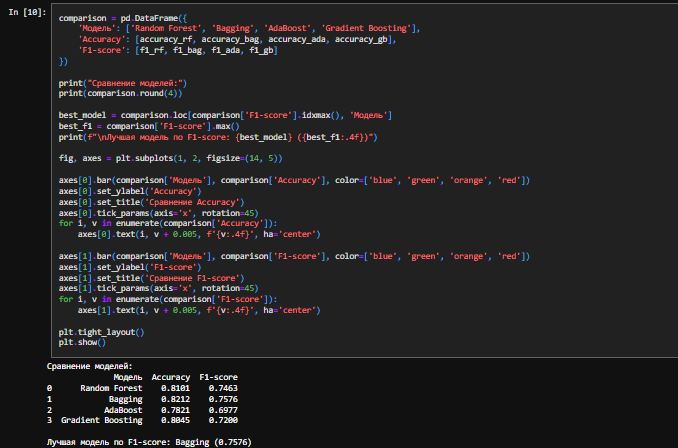 In [10]:
comparison = pd.DataFrame({
    'Модель': ['Random Forest', 'Bagging', 'AdaBoost', 'Gradient Boosting'],
    'Accuracy': [accuracy_rf, accuracy_bag, accuracy_ada, accuracy_gb],
    'F1-score': [f1_rf, f1_bag, f1_ada, f1_gb]
})
print("Сравнение моделей:")
print(comparison.round(4))
best_model = comparison.loc[comparison['F1-score'].idxmax(), 'Модель']
best_f1 = comparison['F1-score'].max()
print(f"\nЛучшая модель по F1-score: {best_model} ({best_f1:.4f})")
fig, axes = plt.subplots(1, 2, figsize=(14, 5))
axes[0].bar(comparison['Модель'], comparison['Accuracy'], color=['blue', 'green', 'orange', 'red'])
axes[0].set_ylabel('Accuracy')
axes[0].set_title('Сравнение Accuracy')
axes[0].tick_params(axis='x', rotation=45)
for i, v in enumerate(comparison['Accuracy']):
    axes[0].text(i, v + 0.005, f'{v:.4f}', ha='center')
axes[1].bar(comparison['Модель'], comparison['F1-score'], color=['blue', 'green', 'orange', 'red'])
axes[1].set_ylabel('F1-score')
axes[1].set_title('Сравнение F1-score')
axes[1].tick_params(axis='x', rotation=45)
for i, v in enumerate(comparison['F1-score']):
    axes[1].text(i, v + 0.005, f'{v:.4f}', ha='center')
plt.tight_layout()
plt.show()
Сравнение моделей:
              Модель  Accuracy  F1-score
0      Random Forest    0.8101    0.7463
1            Bagging    0.8212    0.7576
2           AdaBoost    0.7821    0.6977
3  Gradient Boosting    0.8045    0.7200
Лучшая модель по F1-score: Bagging (0.7576)